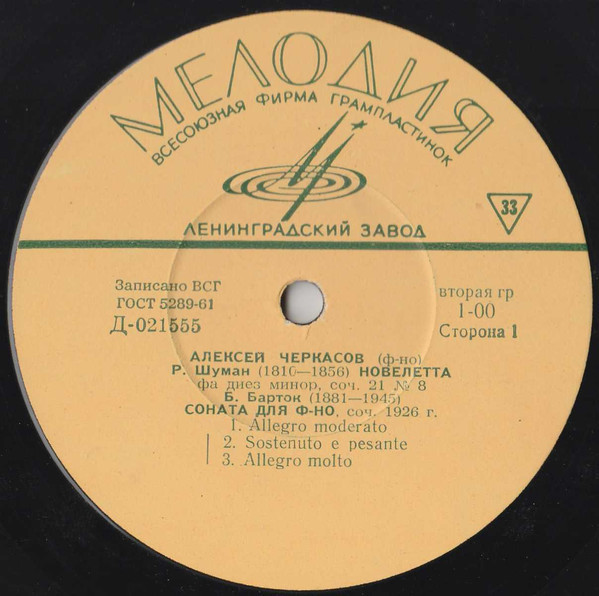 МЕЛОДИЯ
ВСЕСОЮЗНАЯ ФИРМА ГРАМПЛАСТИНОК
33
ЛЕНИНГРАДСКИЙ ЗАВОД
Записано ВСГ
ГОСТ 5289-61
Д-021555
вторая гр
1-00
Сторона 1
АЛЕКСЕЙ ЧЕРКАСОВ (ф-но)
Р. Шуман (1810—1856) НОВЕЛЕТТА
фа диез минор, соч. 21 № 8
Б. Барток (1881—1945)
СОНАТА ДЛЯ Ф-НО, соч. 1926 г.
1. Allegro moderato
2. Sostenuto e pesante
3. Allegro molto